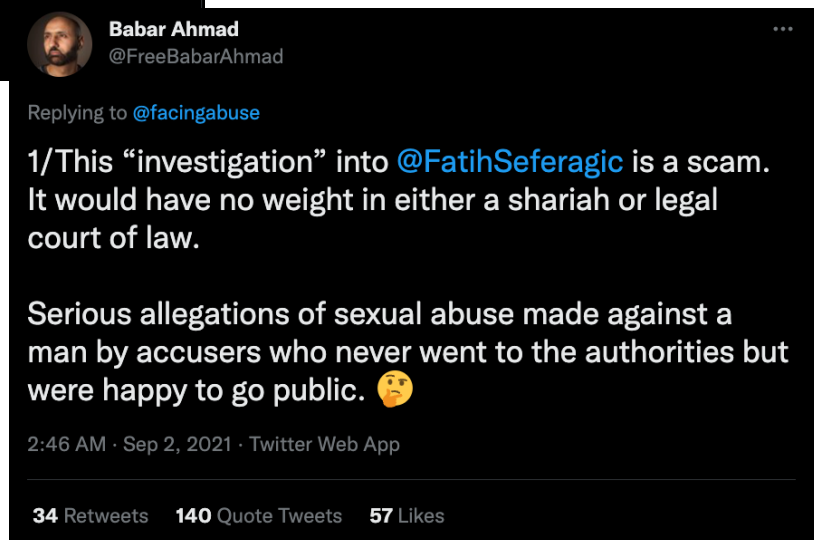 Babar Ahmad
@FreeBabarAhmad
Replying to @facingabuse
1/This “investigation” into @FatihSeferagic is a scam.
It would have no weight in either a shariah or legal
court of law.
Serious allegations of sexual abuse made against a
man by accusers who never went to the authorities but
were happy to go public. 🤔
2:46 AM · Sep 2, 2021 · Twitter Web App
34 Retweets 140 Quote Tweets 57 Likes